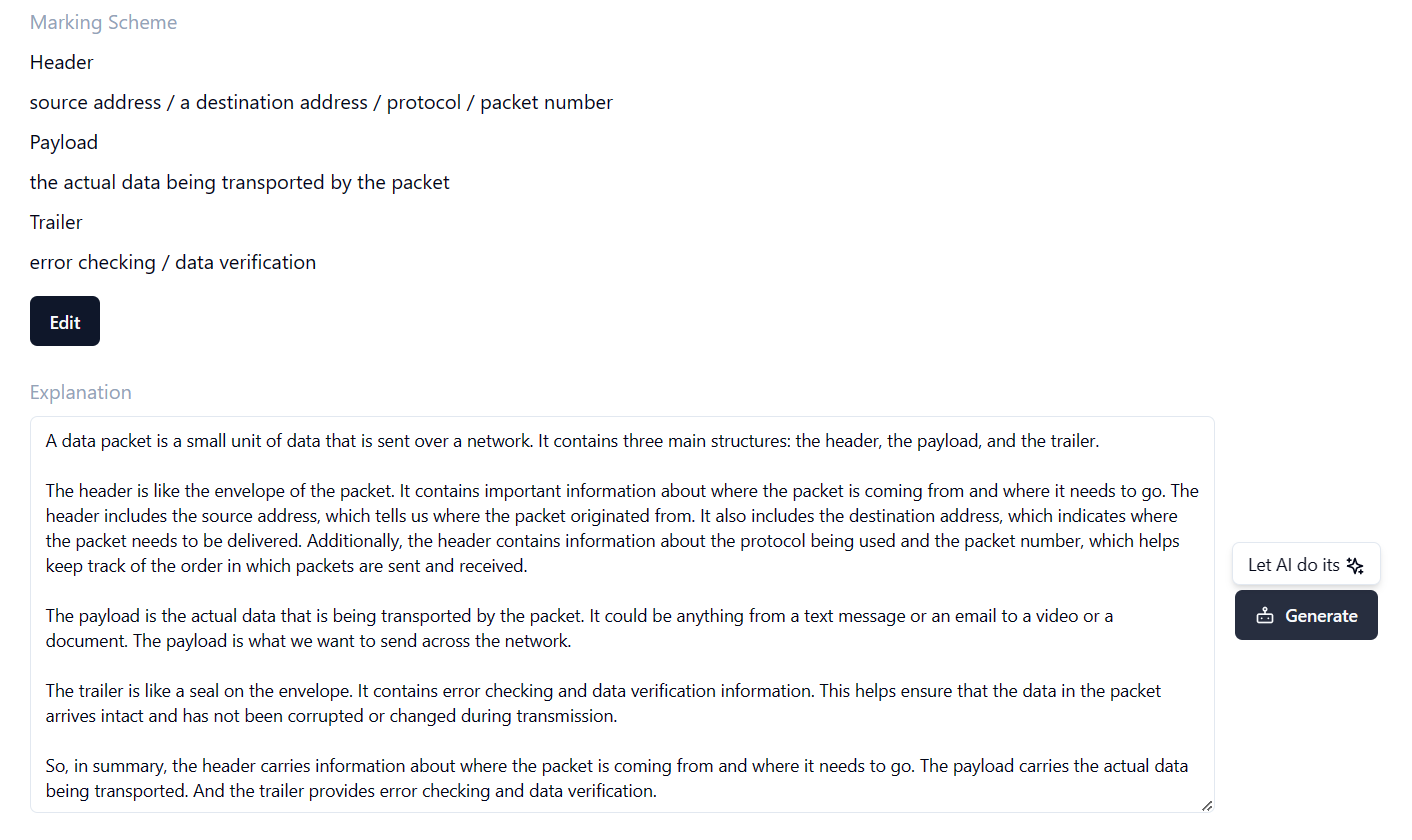 Marking Scheme
Header
source address / a destination address / protocol / packet number
Payload
the actual data being transported by the packet
Trailer
error checking / data verification
Edit
Explanation
A data packet is a small unit of data that is sent over a network. It contains three main structures: the header, the payload, and the trailer.
The header is like the envelope of the packet. It contains important information about where the packet is coming from and where it needs to go. The
header includes the source address, which tells us where the packet originated from. It also includes the destination address, which indicates where
the packet needs to be delivered. Additionally, the header contains information about the protocol being used and the packet number, which helps
keep track of the order in which packets are sent and received.
The payload is the actual data that is being transported by the packet. It could be anything from a text message or an email to a video or a
document. The payload is what we want to send across the network.
The trailer is like a seal on the envelope. It contains error checking and data verification information. This helps ensure that the data in the packet
arrives intact and has not been corrupted or changed during transmission.
So, in summary, the header carries information about where the packet is coming from and where it needs to go. The payload carries the actual data
being transported. And the trailer provides error checking and data verification.
Let AI do its
Generate